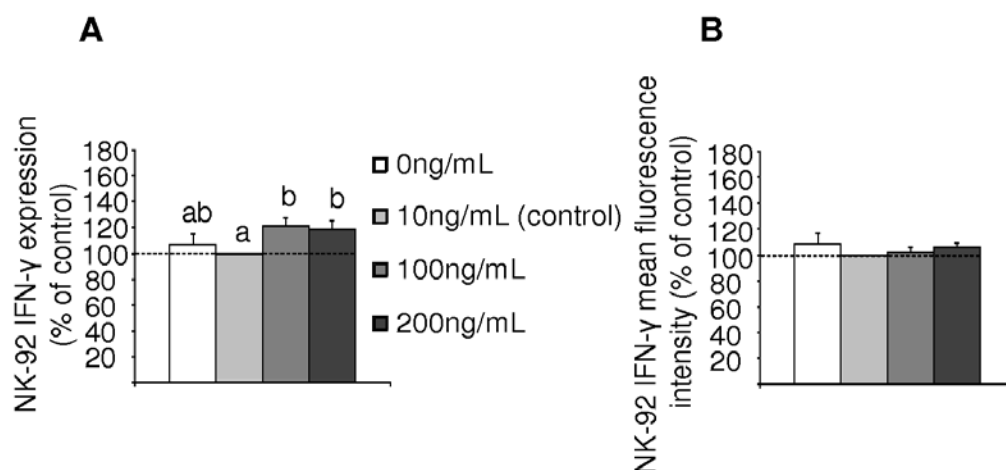 A
NK-92 IFN-γ expression
(% of control)
180
160
140
120
100
80
60
40
20
ab
a
b
b
0ng/mL
10ng/mL (control)
100ng/mL
200ng/mL
B
NK-92 IFN-γ mean fluorescence
intensity (% of control)
180
160
140
120
100
80
60
40
20